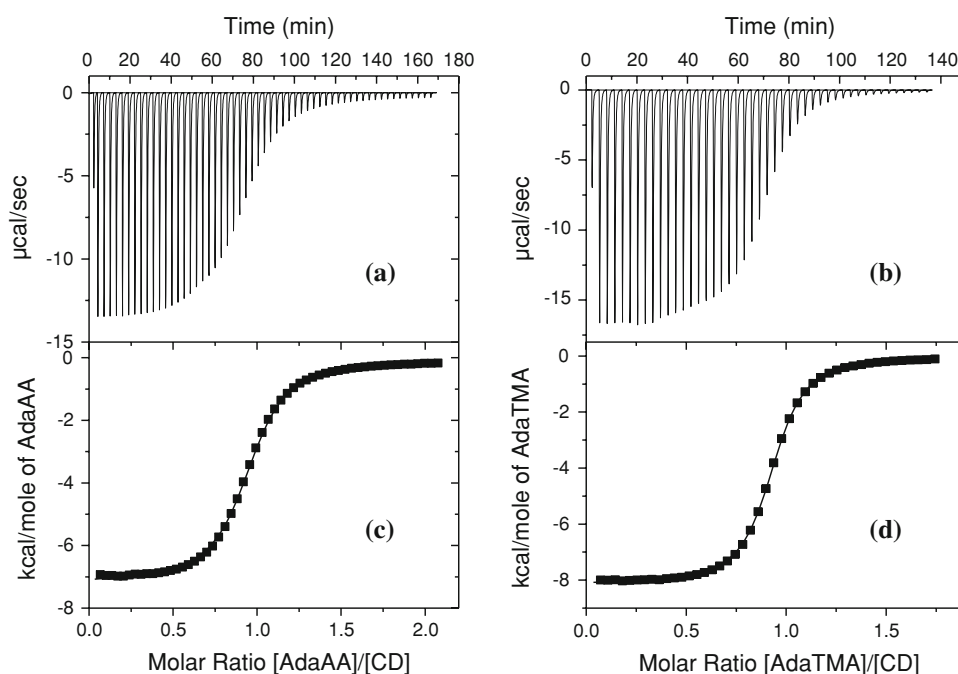 Time (min)
0 20 40 60 80 100 120 140 160 180
0
-5
-10
-15
µcal/sec
(a)
0
-2
-4
-6
-8
kcal/mole of AdaAA
(c)
0.0 0.5 1.0 1.5 2.0
Molar Ratio [AdaAA]/[CD]
Time (min)
0 20 40 60 80 100 120 140
0
-5
-10
-15
µcal/sec
(b)
0
-2
-4
-6
-8
kcal/mole of AdaTMA
(d)
0.0 0.5 1.0 1.5
Molar Ratio [AdaTMA]/[CD]